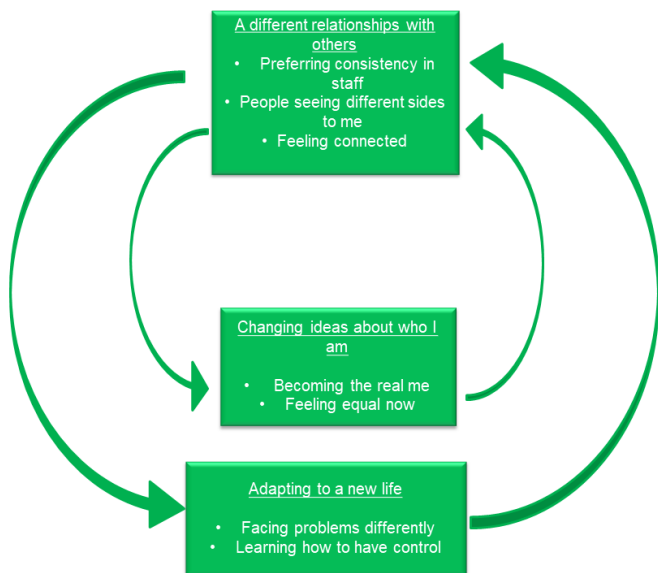 A different relationships with
others
• Preferring consistency in
staff
• People seeing different sides
to me
• Feeling connected
Changing ideas about who I
am
• Becoming the real me
• Feeling equal now
Adapting to a new life
• Facing problems differently
• Learning how to have control